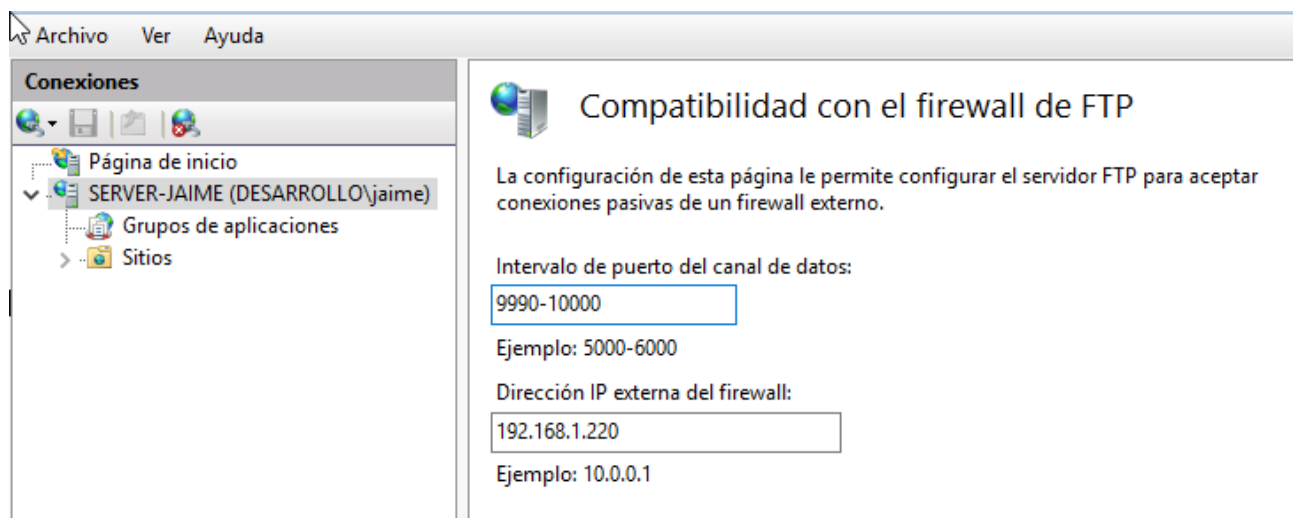 Archivo Ver Ayuda
Conexiones
Página de inicio
SERVER-JAIME (DESARROLLO\jaime)
Grupos de aplicaciones
Sitios
Compatibilidad con el firewall de FTP
La configuración de esta página le permite configurar el servidor FTP para aceptar
conexiones pasivas de un firewall externo.
Intervalo de puerto del canal de datos:
9990-10000
Ejemplo: 5000-6000
Dirección IP externa del firewall:
192.168.1.220
Ejemplo: 10.0.0.1